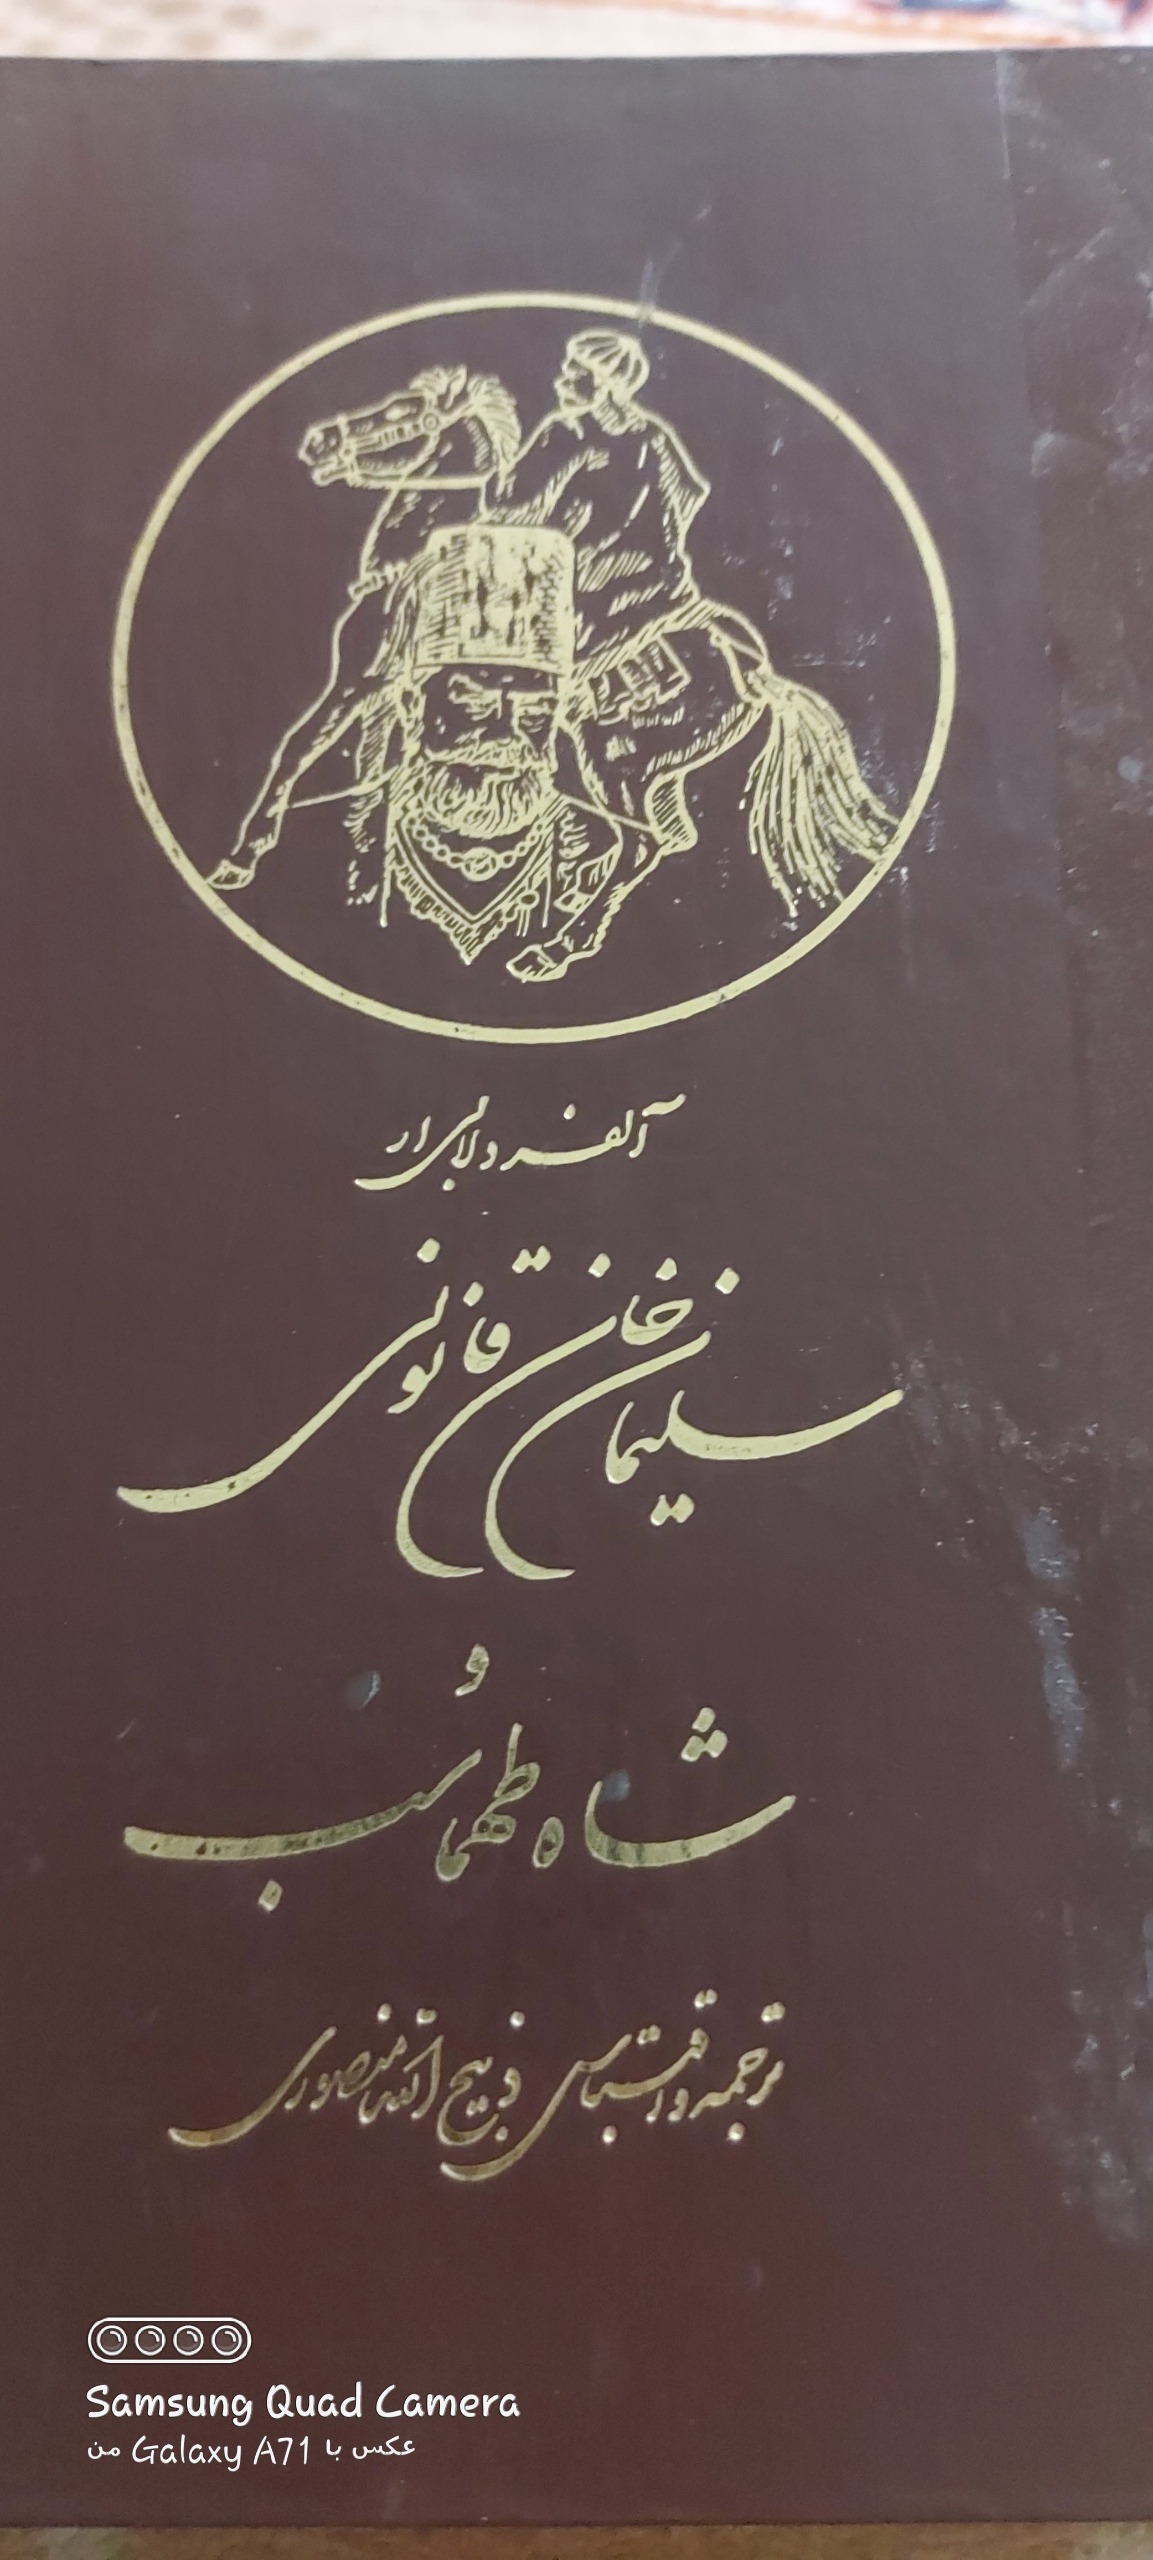 آلفرد لابی ار
سلیمان خان قانونی
و
شاه طهماسب
ترجمه و اقتباس ذبیح الله منصوری
Samsung Quad Camera
عکس با Galaxy A71 من